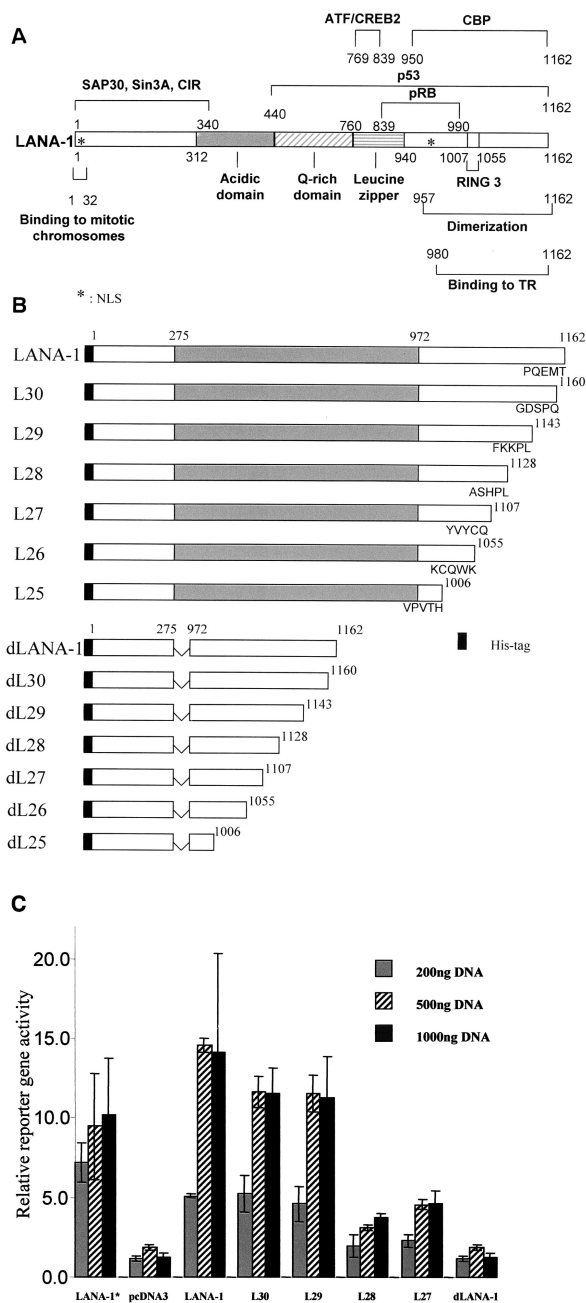 A
ATF/CREB2 CBP
769 839 950 1162
SAP30, Sin3A, CIR p53
pRB
1 340 440 760 839 990 1162
LANA-1 *  *
1 312 940 1007 1055 1162
Acidic domain Q-rich domain Leucine zipper RING 3
1 32 957 1162
Binding to mitotic chromosomes Dimerization
980 1162
Binding to TR
* : NLS
B
1 275 972 1162
LANA-1
PQEMT
L30 1160
GDSPQ
L29 1143
FKKPL
L28 1128
ASHPL
L27 1107
YVYCQ
L26 1055
KCQWK
L25 1006
VPVTH
1 275 972 1162
dLANA-1 His-tag
dL30 1160
dL29 1143
dL28 1128
dL27 1107
dL26 1055
dL25 1006
C
Relative reporter gene activity
20.0
15.0
10.0
5.0
0.0
200ng DNA
500ng DNA
1000ng DNA
LANA-1* pcDNA3 LANA-1 L30 L29 L28 L27 dLANA-1